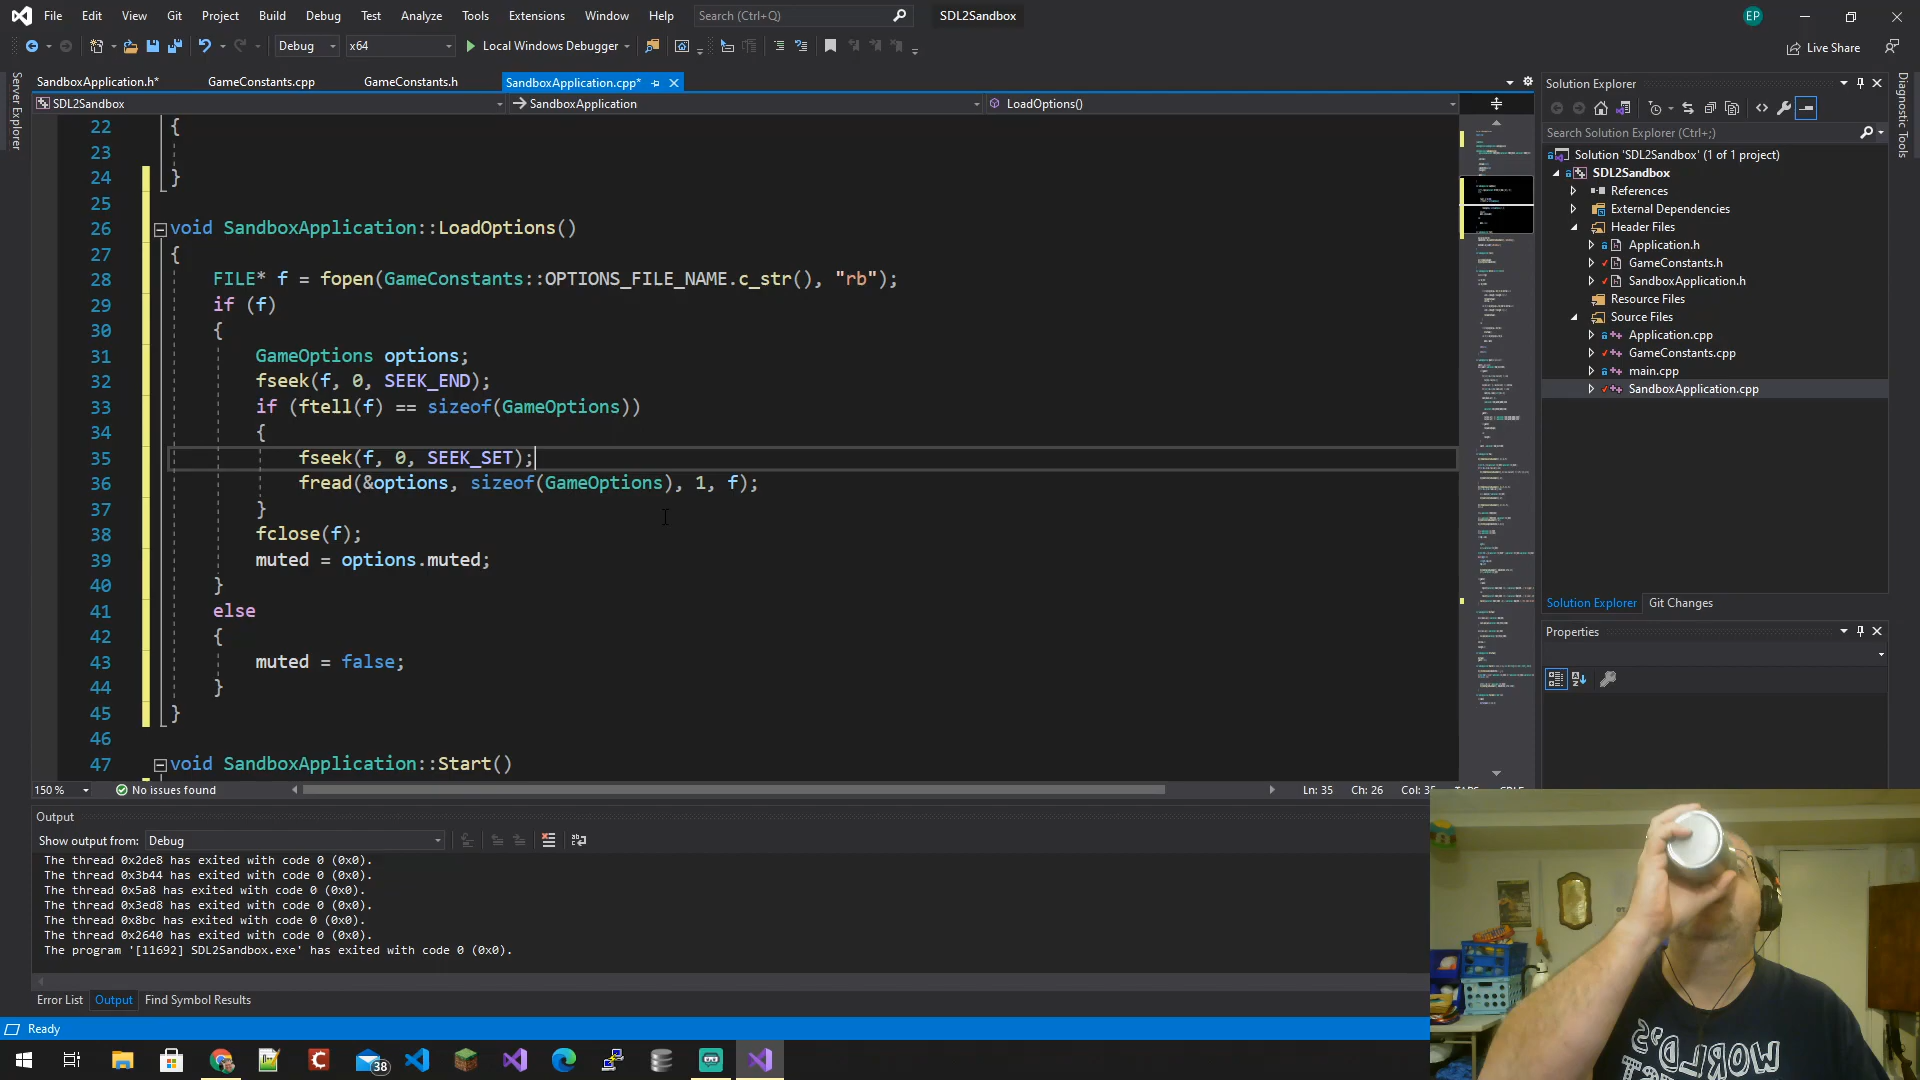 File Edit View Git Project Build Debug Test Analyze Tools Extensions Window Help Search (Ctrl+Q) SDL2Sandbox EP
Debug x64 Local Windows Debugger Live Share
Server Explorer
SandboxApplication.h* GameConstants.cpp GameConstants.h SandboxApplication.cpp*
SDL2Sandbox SandboxApplication LoadOptions()
22 {
23
24 }
25
26 void SandboxApplication::LoadOptions()
27 {
28 FILE* f = fopen(GameConstants::OPTIONS_FILE_NAME.c_str(), "rb");
29 if (f)
30 {
31 GameOptions options;
32 fseek(f, 0, SEEK_END);
33 if (ftell(f) == sizeof(GameOptions))
34 {
35 fseek(f, 0, SEEK_SET);
36 fread(&options, sizeof(GameOptions), 1, f);
37 }
38 fclose(f);
39 muted = options.muted;
40 }
41 else
42 {
43 muted = false;
44 }
45 }
46
47 void SandboxApplication::Start()
150 % No issues found Ln: 35 Ch: 26
Output
Show output from: Debug
The thread 0x2de8 has exited with code 0 (0x0).
The thread 0x3b44 has exited with code 0 (0x0).
The thread 0x5a8 has exited with code 0 (0x0).
The thread 0x3ed8 has exited with code 0 (0x0).
The thread 0x8bc has exited with code 0 (0x0).
The thread 0x2640 has exited with code 0 (0x0).
The program '[11692] SDL2Sandbox.exe' has exited with code 0 (0x0).
Error List Output Find Symbol Results
Ready
38
Solution Explorer
Search Solution Explorer (Ctrl+;)
Solution 'SDL2Sandbox' (1 of 1 project)
SDL2Sandbox
References
External Dependencies
Header Files
Application.h
GameConstants.h
SandboxApplication.h
Resource Files
Source Files
Application.cpp
GameConstants.cpp
main.cpp
SandboxApplication.cpp
Solution Explorer Git Changes
Properties
Diagnostic Tools
WORLD'S